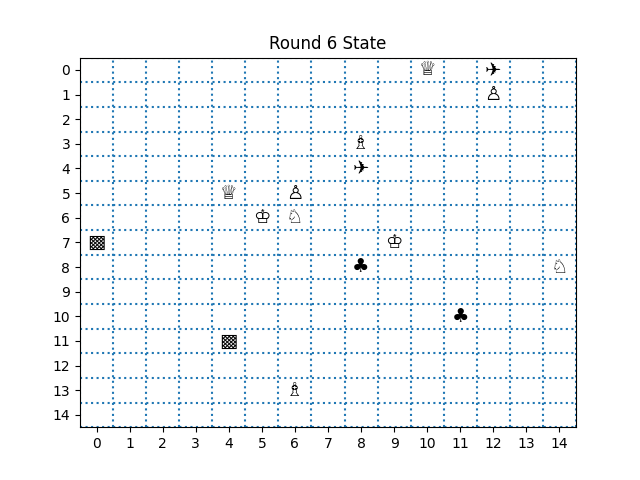 Round 6 State
0 ♕ ✈
1 ♙
2
3 ♗
4 ✈
5 ♕ ♙
6 ♔ ♘
7 ▩ ♔
8 ♣ ♘
9
10 ♣
11 ▩
12
13 ♗
14
0 1 2 3 4 5 6 7 8 9 10 11 12 13 14